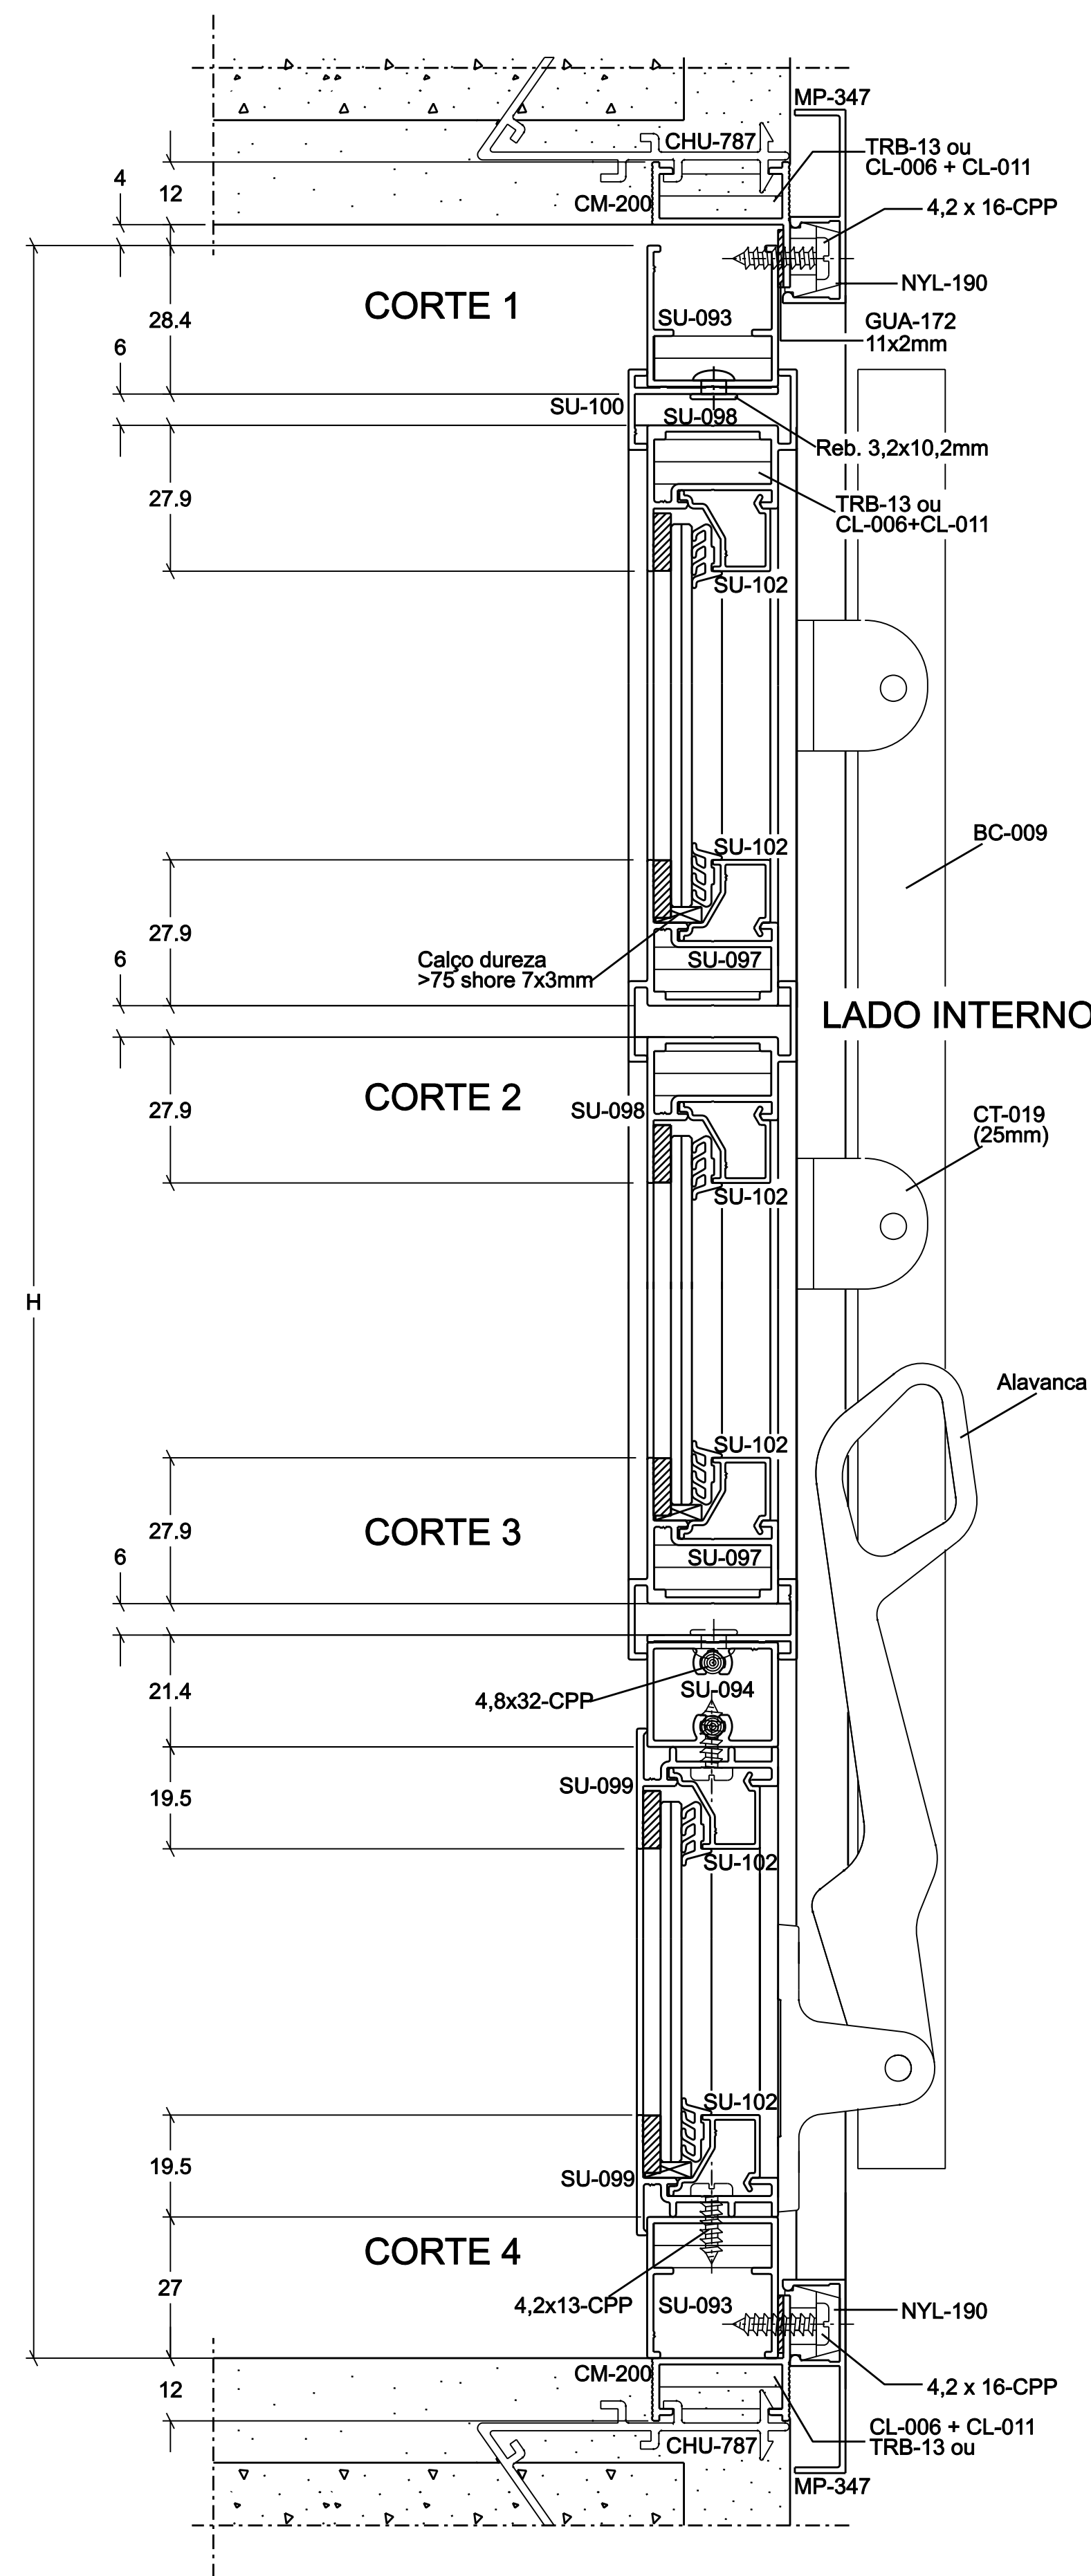 MP-347
CHU-787
TRB-13 ou
CL-006 + CL-011
4
12
CM-200
4,2 x 16-CPP
NYL-190
CORTE 1
28.4
SU-093
GUA-172
11x2mm
6
SU-100
SU-098
Reb. 3,2x10,2mm
27.9
TRB-13 ou
CL-006+CL-011
SU-102
BC-009
SU-102
27.9
6
Calço dureza
>75 shore 7x3mm
SU-097
LADO INTERNO
CORTE 2
27.9
SU-098
CT-019
(25mm)
SU-102
H
Alavanca
SU-102
CORTE 3
27.9
6
SU-097
21.4
4,8x32-CPP
SU-094
SU-099
19.5
SU-102
SU-102
19.5
SU-099
CORTE 4
27
4,2x13-CPP
SU-093
NYL-190
CM-200
12
4,2 x 16-CPP
CHU-787
CL-006 + CL-011
TRB-13 ou
MP-347